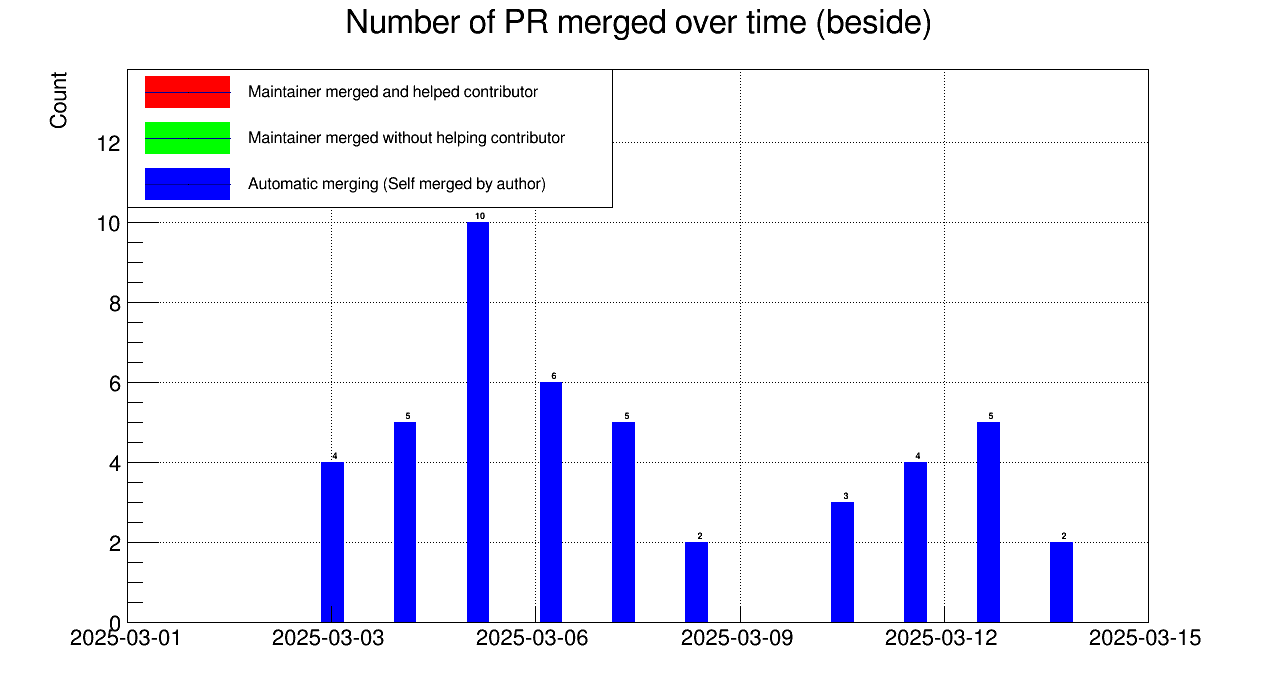 Number of PR merged over time (beside)
Count
Maintainer merged and helped contributor
Maintainer merged without helping contributor
Automatic merging (Self merged by author)
12
10
8
6
4
2
0
10
6
5
5
5
4
4
3
2
2
2025-03-01 2025-03-03 2025-03-06 2025-03-09 2025-03-12 2025-03-15